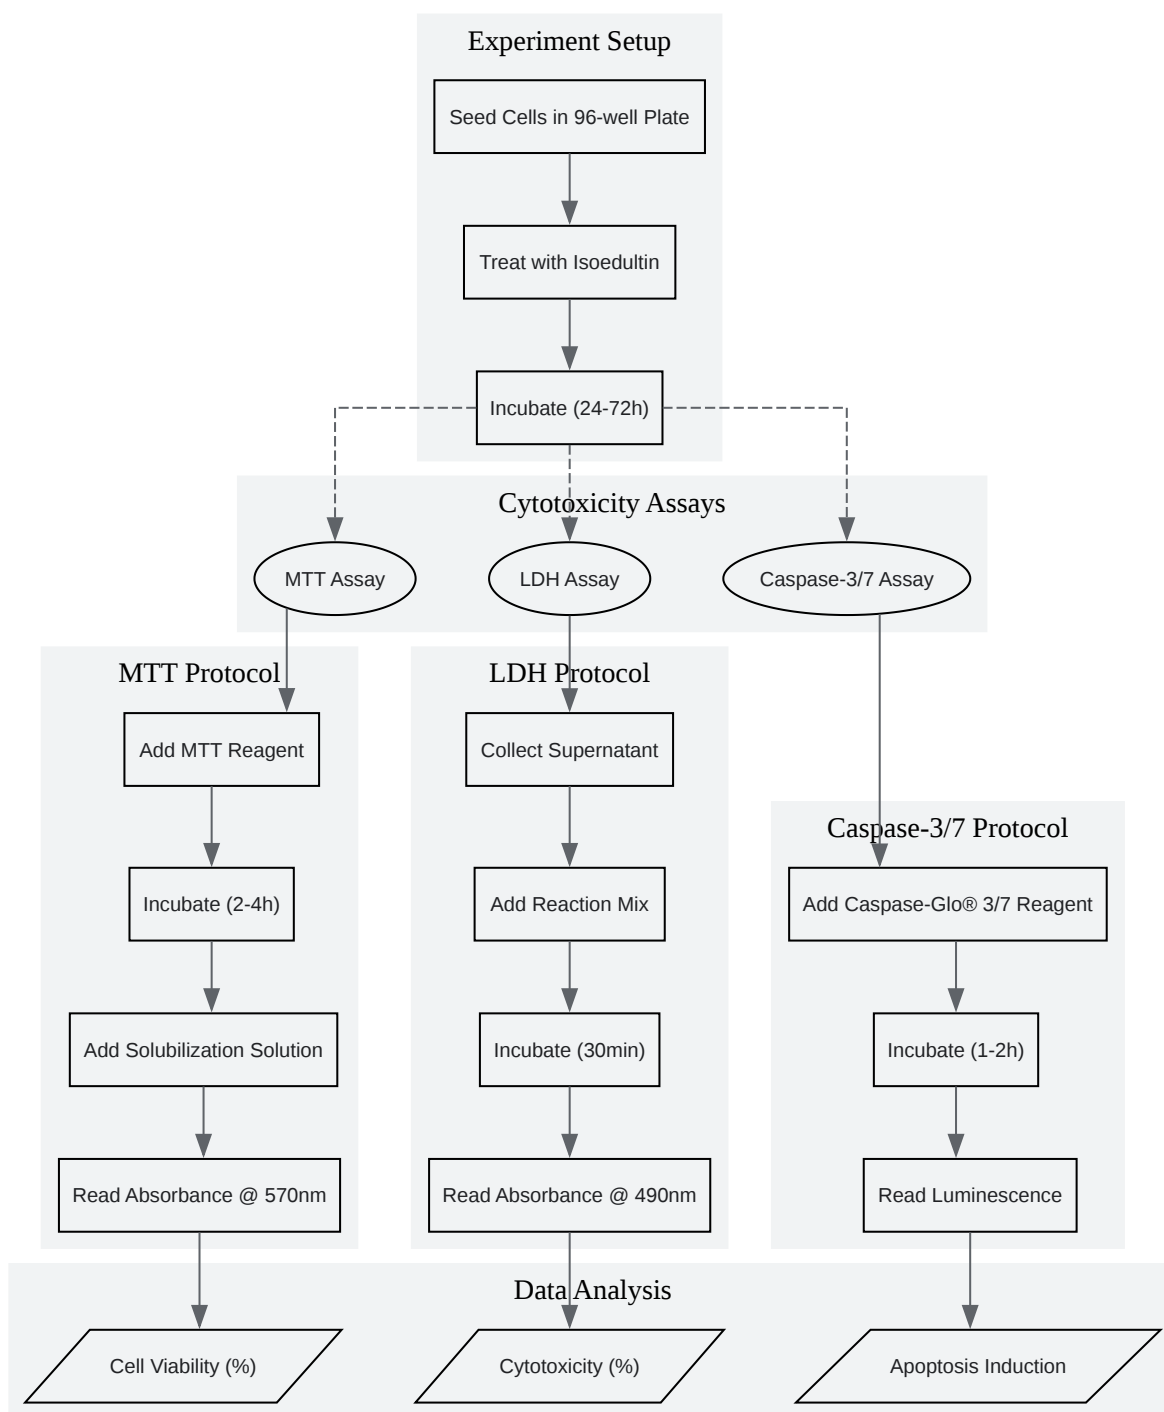 Experiment Setup
Seed Cells in 96-well Plate
Treat with Isoedultin
Incubate (24-72h)
Cytotoxicity Assays
MTT Assay
LDH Assay
Caspase-3/7 Assay
MTT Protocol
LDH Protocol
Add MTT Reagent
Collect Supernatant
Caspase-3/7 Protocol
Incubate (2-4h)
Add Reaction Mix
Add Caspase-Glo® 3/7 Reagent
Add Solubilization Solution
Incubate (30min)
Incubate (1-2h)
Read Absorbance @ 570nm
Read Absorbance @ 490nm
Read Luminescence
Data Analysis
Cell Viability (%)
Cytotoxicity (%)
Apoptosis Induction